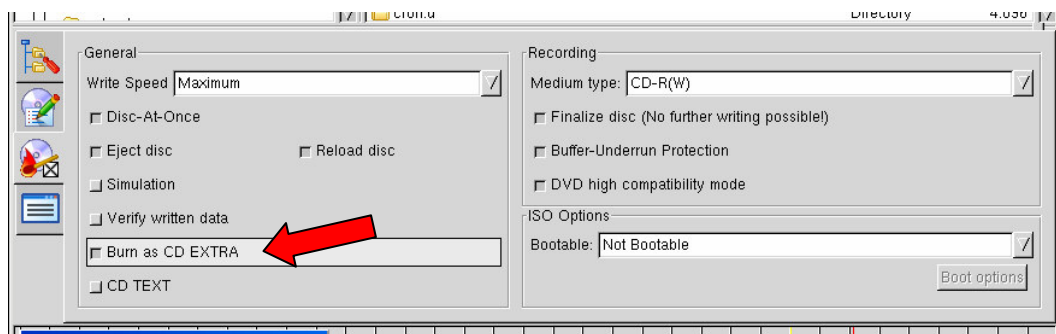 Directory
General
Write Speed Maximum
Disc-At-Once
Eject disc
Reload disc
Simulation
Verify written data
Burn as CD EXTRA
CD TEXT
Recording
Medium type: CD-R(W)
Finalize disc (No further writing possible!)
Buffer-Underrun Protection
DVD high compatibility mode
ISO Options
Bootable: Not Bootable
Boot options